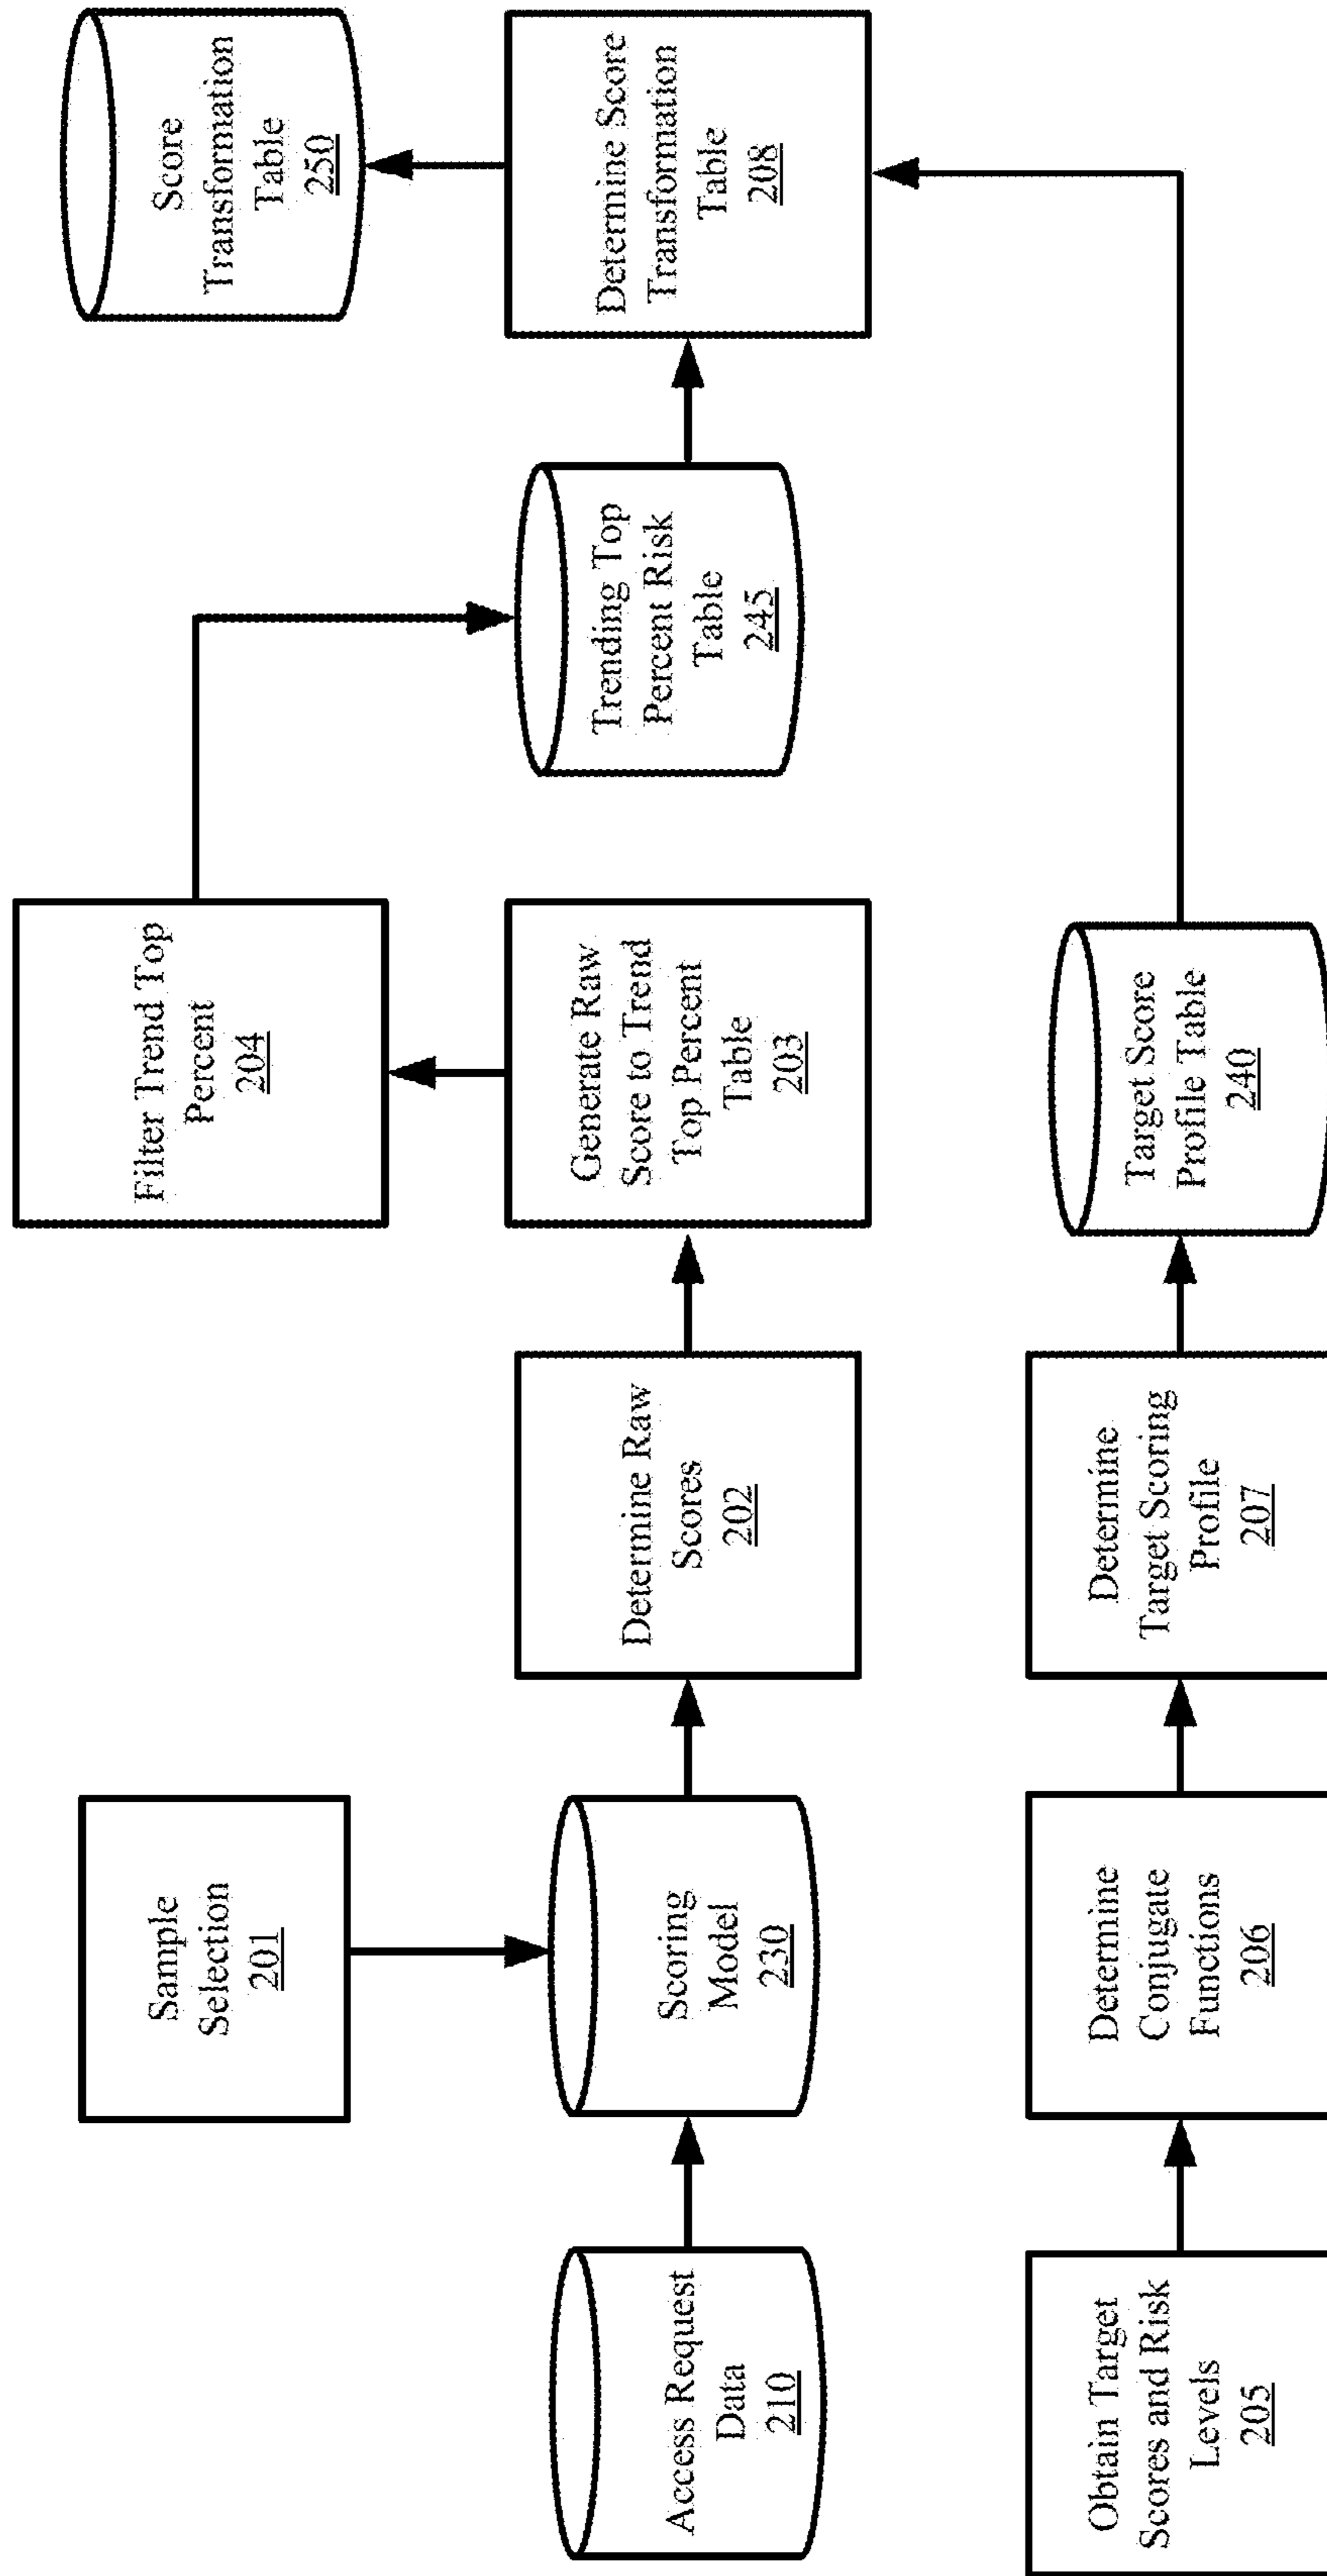 Sample
Selection
201
Filter Trend Top
Percent
204
Score
Transformation
Table
250
Access Request
Data
210
Scoring
Model
230
Determine Raw
Scores
202
Generate Raw
Score to Trend
Top Percent
Table
203
Trending Top
Percent Risk
Table
245
Determine Score
Transformation
Table
208
Obtain Target
Scores and Risk
Levels
205
Determine
Conjugate
Functions
206
Determine
Target Scoring
Profile
207
Target Score
Profile Table
240